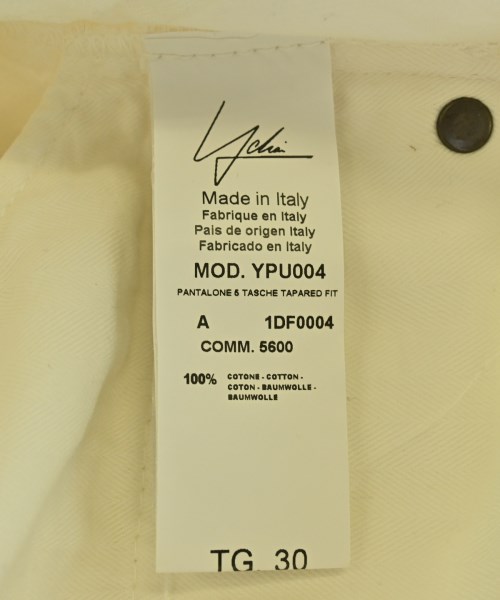 Made in Italy
Fabrique en Italy
Pais de origen Italy
Fabricado en Italy
MOD. YPU004
PANTALONE 5 TASCHE TAPARED FIT
A 1DF0004
COMM. 5600
100% COTONE - COTTON -
COTON - BAUMWOLLE -
BAUMWOLLE
TG 30